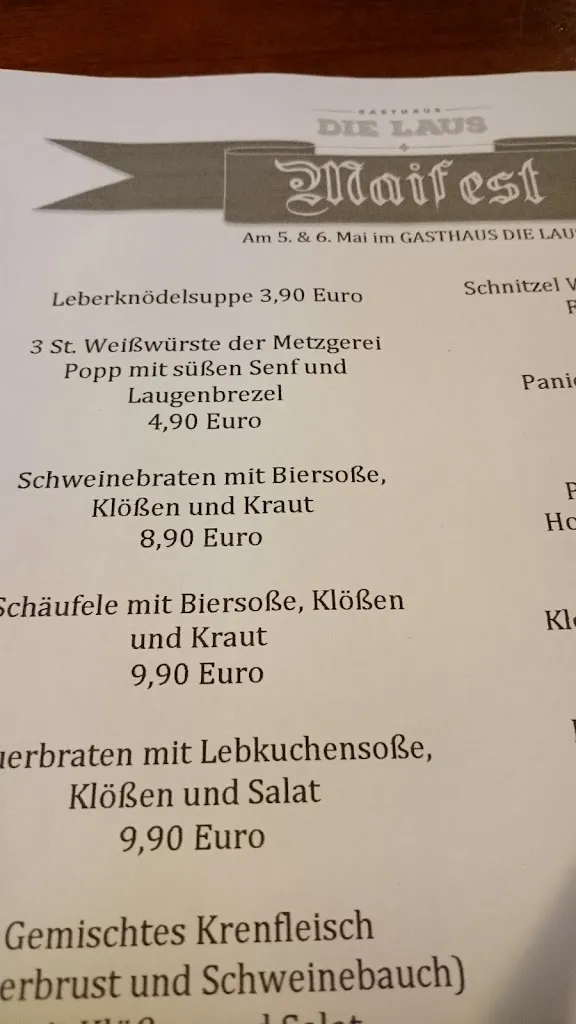 GASTHAUS
DIE LAUS
Maifest
Am 5. & 6. Mai im GASTHAUS DIE LAUS
Leberknödelsuppe 3,90 Euro
3 St. Weißwürste der Metzgerei
Popp mit süßen Senf und
Laugenbrezel
4,90 Euro
Schweinebraten mit Biersoße,
Klößen und Kraut
8,90 Euro
Schäufele mit Biersoße, Klößen
und Kraut
9,90 Euro
uerbraten mit Lebkuchensoße,
Klößen und Salat
9,90 Euro
Gemischtes Krenfleisch
erbrust und Schweinebauch)
Schnitzel